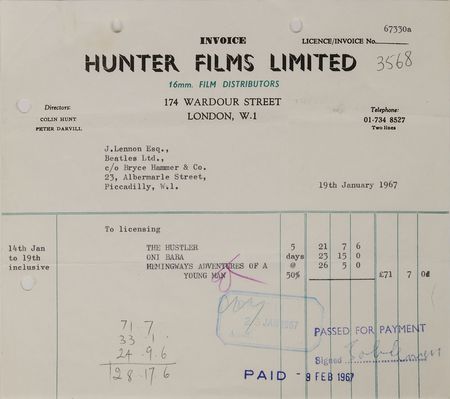 67330a
INVOICE
LICENCE/INVOICE No.
HUNTER FILMS LIMITED
3568
16mm. FILM DISTRIBUTORS
174 WARDOUR STREET
LONDON, W.1
Directors:
COLIN HUNT
PETER DARVILL
Telephone:
01-734 8527
Two lines
J.Lennon Esq.,
Beatles Ltd.,
c/o Bryce Hammer & Co.
23, Albermarle Street,
Piccadilly, W.1.
19th January 1967
To licensing
14th Jan
to 19th
inclusive
THE HUSTLER 5 21 7 6
ONI BABA days 23 15 0
HEMINGWAYS ADVENTURES OF A @ 26 5 0
YOUNG MAN 50% £71 7 0d
JAN 1967
71. 7.
33. 1.
24. 9. 6
128. 17. 6
PASSED FOR PAYMENT
Signed
PAID - 9 FEB 1967